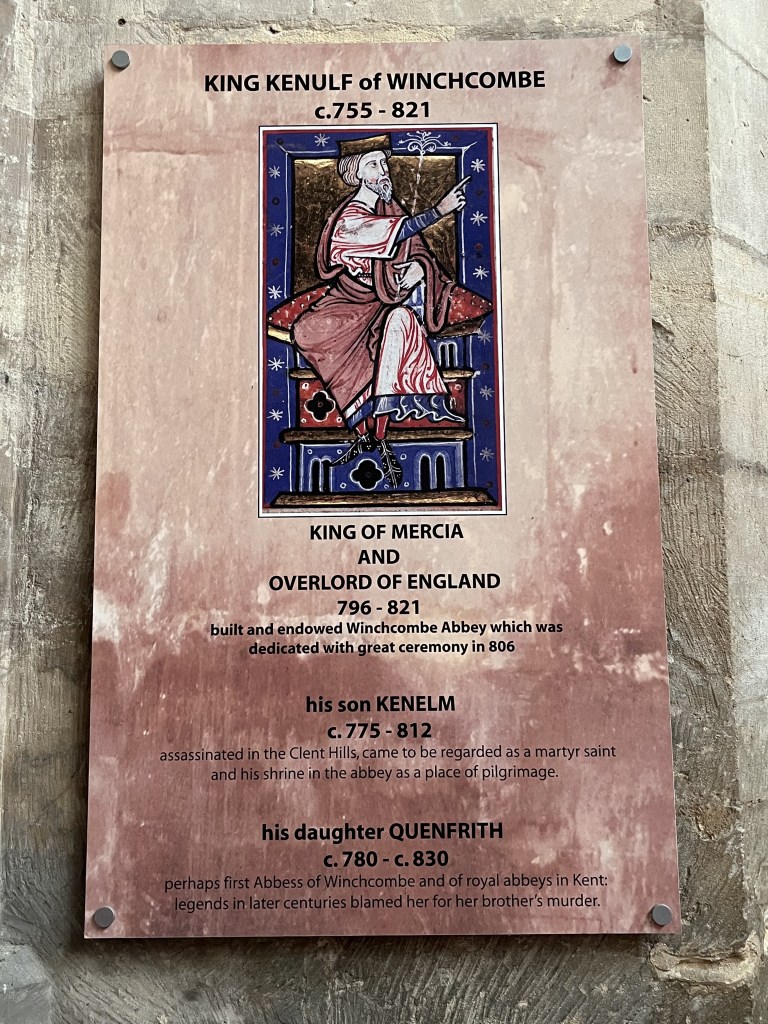 KING KENULF of WINCHCOMBE
c.755 - 821
KING OF MERCIA
AND
OVERLORD OF ENGLAND
796 - 821
built and endowed Winchcombe Abbey which was
dedicated with great ceremony in 806
his son KENELM
c. 775 - 812
assassinated in the Clent Hills, came to be regarded as a martyr saint
and his shrine in the abbey as a place of pilgrimage.
his daughter QUENFRITH
c. 780 - c. 830
perhaps first Abbess of Winchcombe and of royal abbeys in Kent:
legends in later centuries blamed her for her brother's murder.